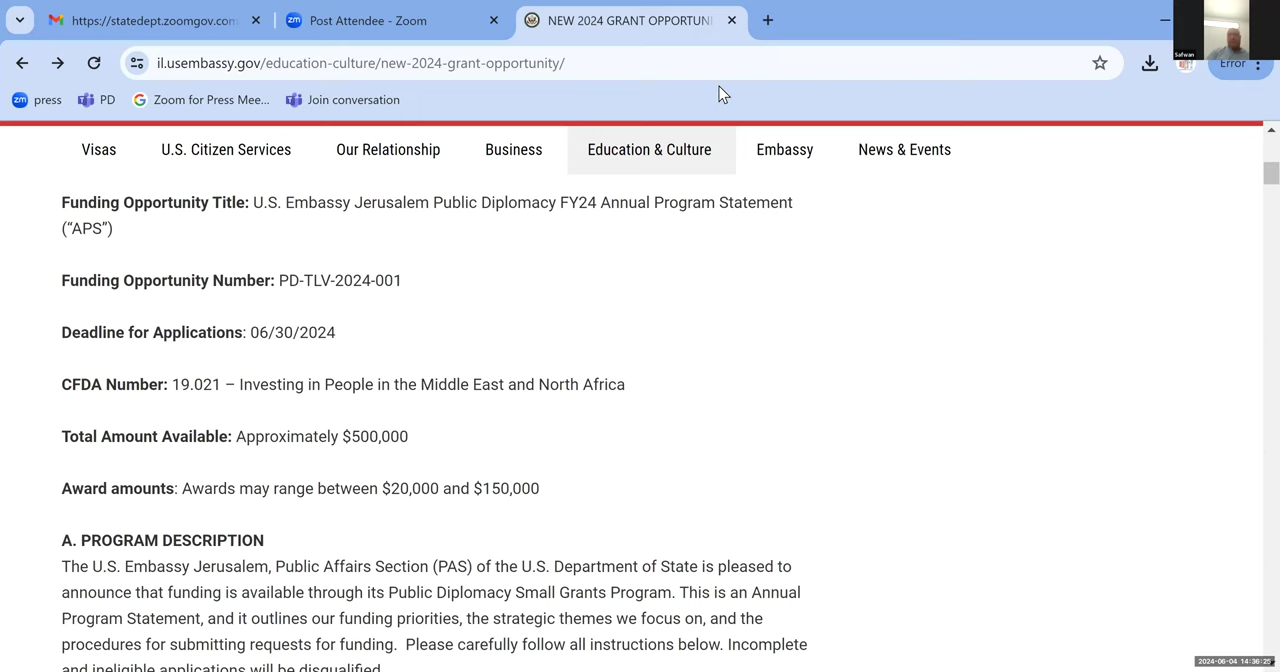 https://statedept.zoomgov.com
Post Attendee - Zoom
NEW 2024 GRANT OPPORTUNI
Safwan
il.usembassy.gov/education-culture/new-2024-grant-opportunity/
Error
zm press
PD
Zoom for Press Mee...
Join conversation
Visas
U.S. Citizen Services
Our Relationship
Business
Education & Culture
Embassy
News & Events
Funding Opportunity Title: U.S. Embassy Jerusalem Public Diplomacy FY24 Annual Program Statement
(“APS”)
Funding Opportunity Number: PD-TLV-2024-001
Deadline for Applications: 06/30/2024
CFDA Number: 19.021 – Investing in People in the Middle East and North Africa
Total Amount Available: Approximately $500,000
Award amounts: Awards may range between $20,000 and $150,000
A. PROGRAM DESCRIPTION
The U.S. Embassy Jerusalem, Public Affairs Section (PAS) of the U.S. Department of State is pleased to
announce that funding is available through its Public Diplomacy Small Grants Program. This is an Annual
Program Statement, and it outlines our funding priorities, the strategic themes we focus on, and the
procedures for submitting requests for funding.  Please carefully follow all instructions below. Incomplete
and ineligible applications will be disqualified.
2024-06-04 14:36:25